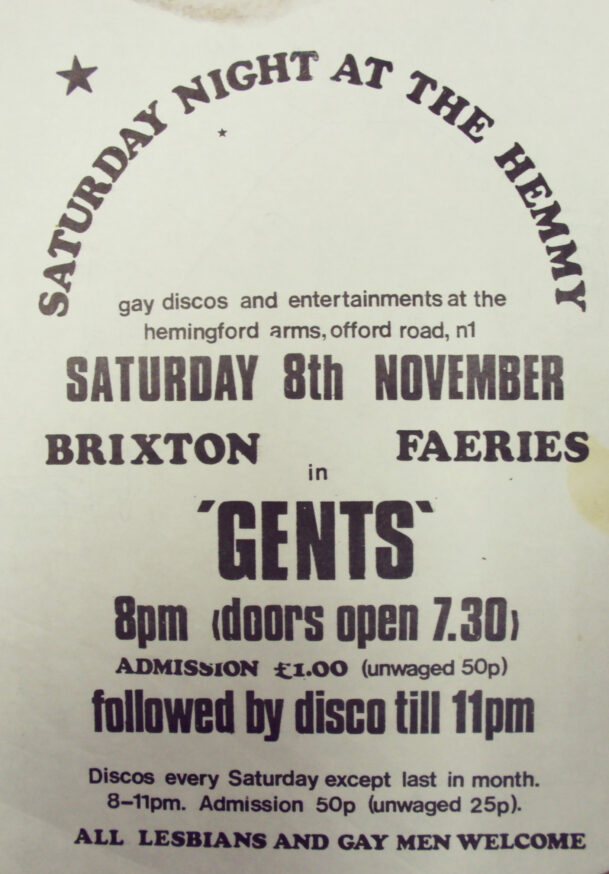 SATURDAY NIGHT AT THE HEMMY
gay discos and entertainments at the
hemingford arms, offord road, n1
SATURDAY 8th NOVEMBER
BRIXTON FAERIES
in
´GENTS`
8pm (doors open 7.30)
ADMISSION £1.00 (unwaged 50p)
followed by disco till 11pm
Discos every Saturday except last in month.
8–11pm. Admission 50p (unwaged 25p).
ALL LESBIANS AND GAY MEN WELCOME